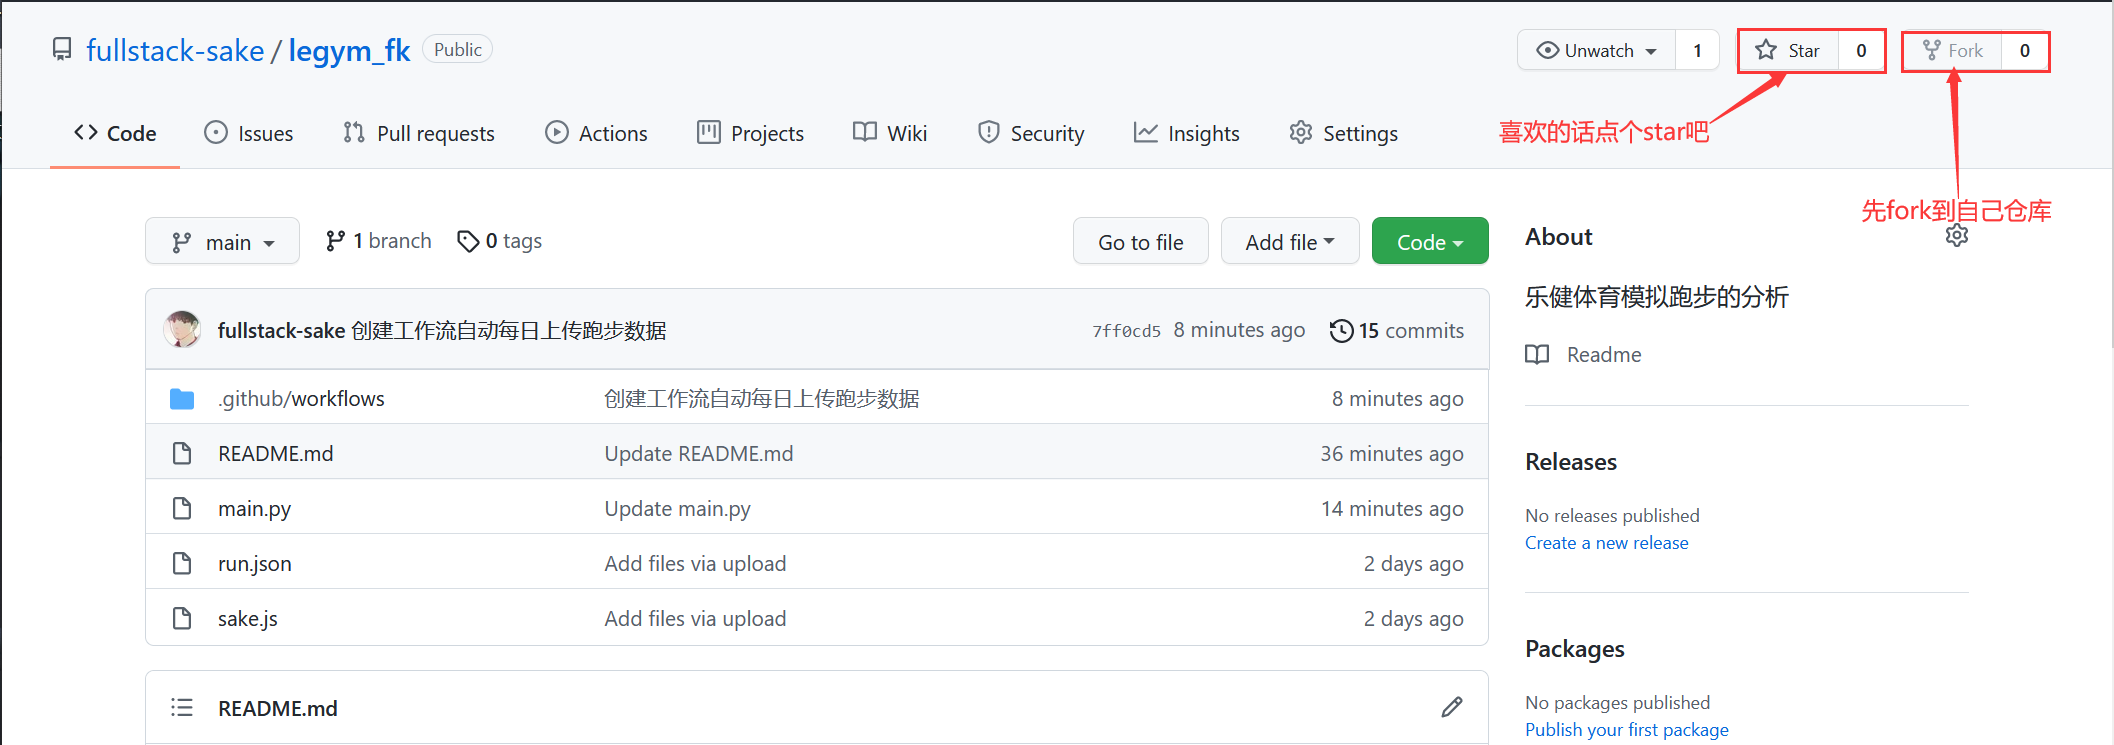 fullstack-sake / legym_fk Public
Unwatch 1 Star 0 Fork 0
Code Issues Pull requests Actions Projects Wiki Security Insights Settings
喜欢的话点个star吧
先fork到自己仓库
main 1 branch 0 tags Go to file Add file Code
About
乐健体育模拟跑步的分析
Readme
fullstack-sake 创建工作流自动每日上传跑步数据 7ff0cd5 8 minutes ago 15 commits
.github/workflows 创建工作流自动每日上传跑步数据 8 minutes ago
README.md Update README.md 36 minutes ago
main.py Update main.py 14 minutes ago
run.json Add files via upload 2 days ago
sake.js Add files via upload 2 days ago
README.md
Releases
No releases published
Create a new release
Packages
No packages published
Publish your first package